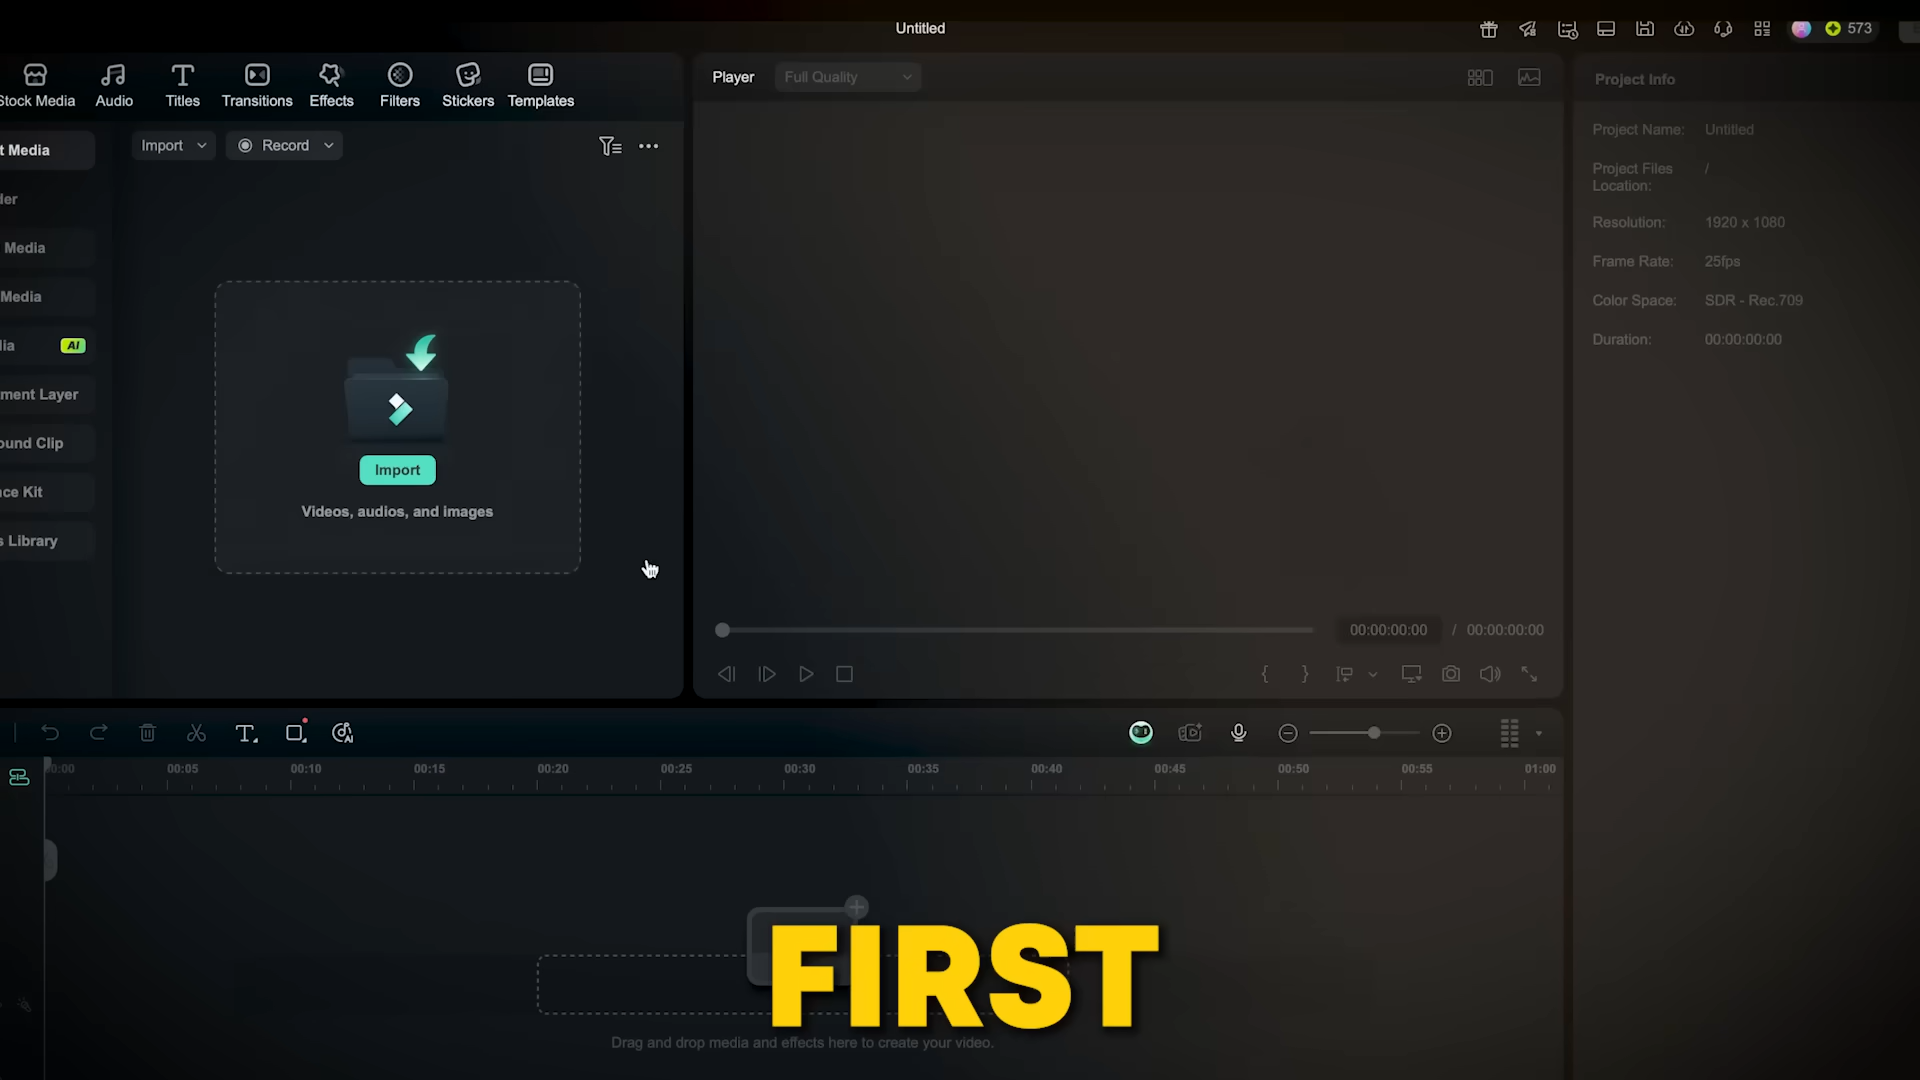 Untitled
573
Stock Media
Audio
Titles
Transitions
Effects
Filters
Stickers
Templates
Player
Full Quality
Project Info
t Media
Import
Record
der
Media
Media
lia
AI
ment Layer
ound Clip
nce Kit
s Library
Import
Videos, audios, and images
Project Name: Untitled
Project Files Location: /
Resolution: 1920 x 1080
Frame Rate: 25fps
Color Space: SDR - Rec.709
Duration: 00:00:00:00
00:00:00:00 / 00:00:00:00
0:00 00:05 00:10 00:15 00:20 00:25 00:30 00:35 00:40 00:45 00:50 00:55 01:00
FIRST
Drag and drop media and effects here to create your video.